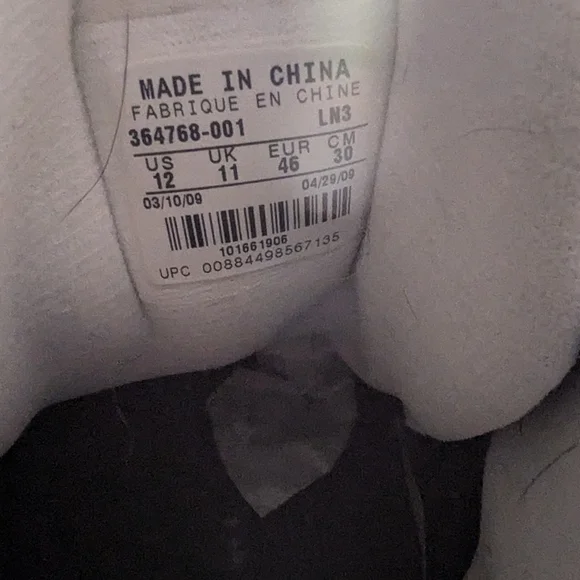 MADE IN CHINA
FABRIQUE EN CHINE
364768-001 LN3
US UK EUR CM
12 11 46 30
03/10/09 04/29/09
101661906
UPC 00884498567135